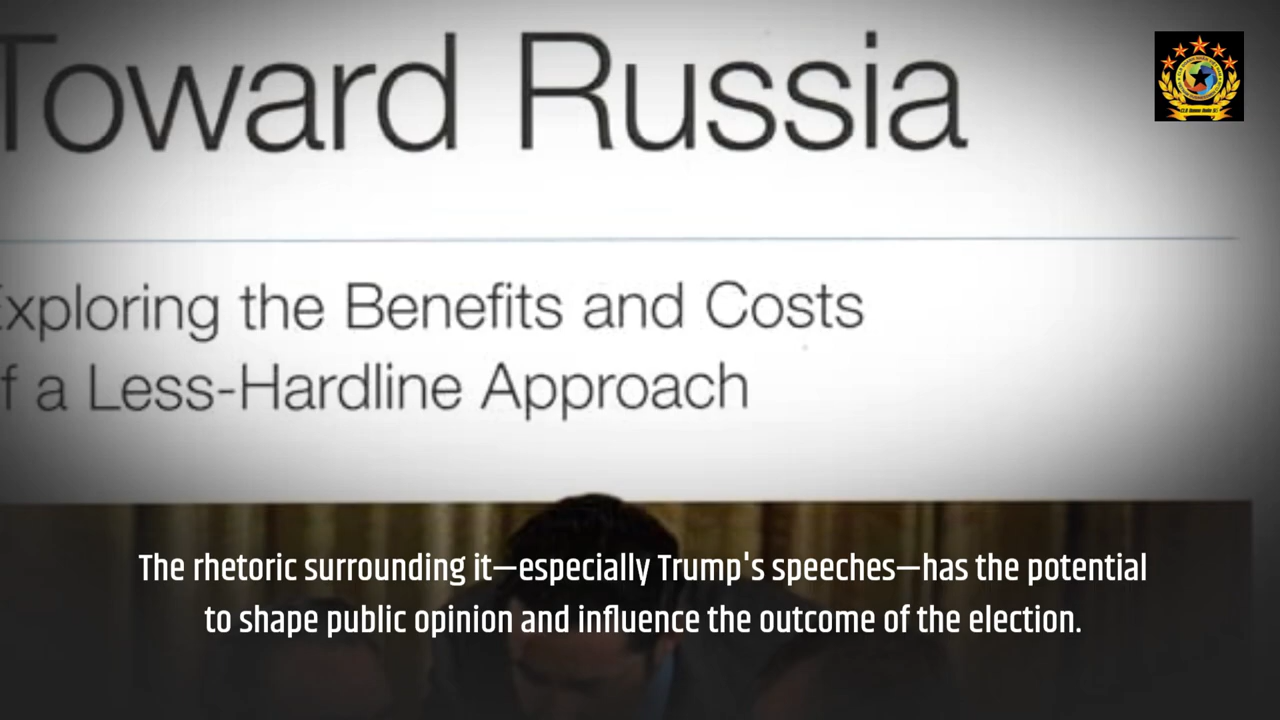 Toward Russia
Exploring the Benefits and Costs
f a Less-Hardline Approach
The rhetoric surrounding it—especially Trump's speeches—has the potential
to shape public opinion and influence the outcome of the election.